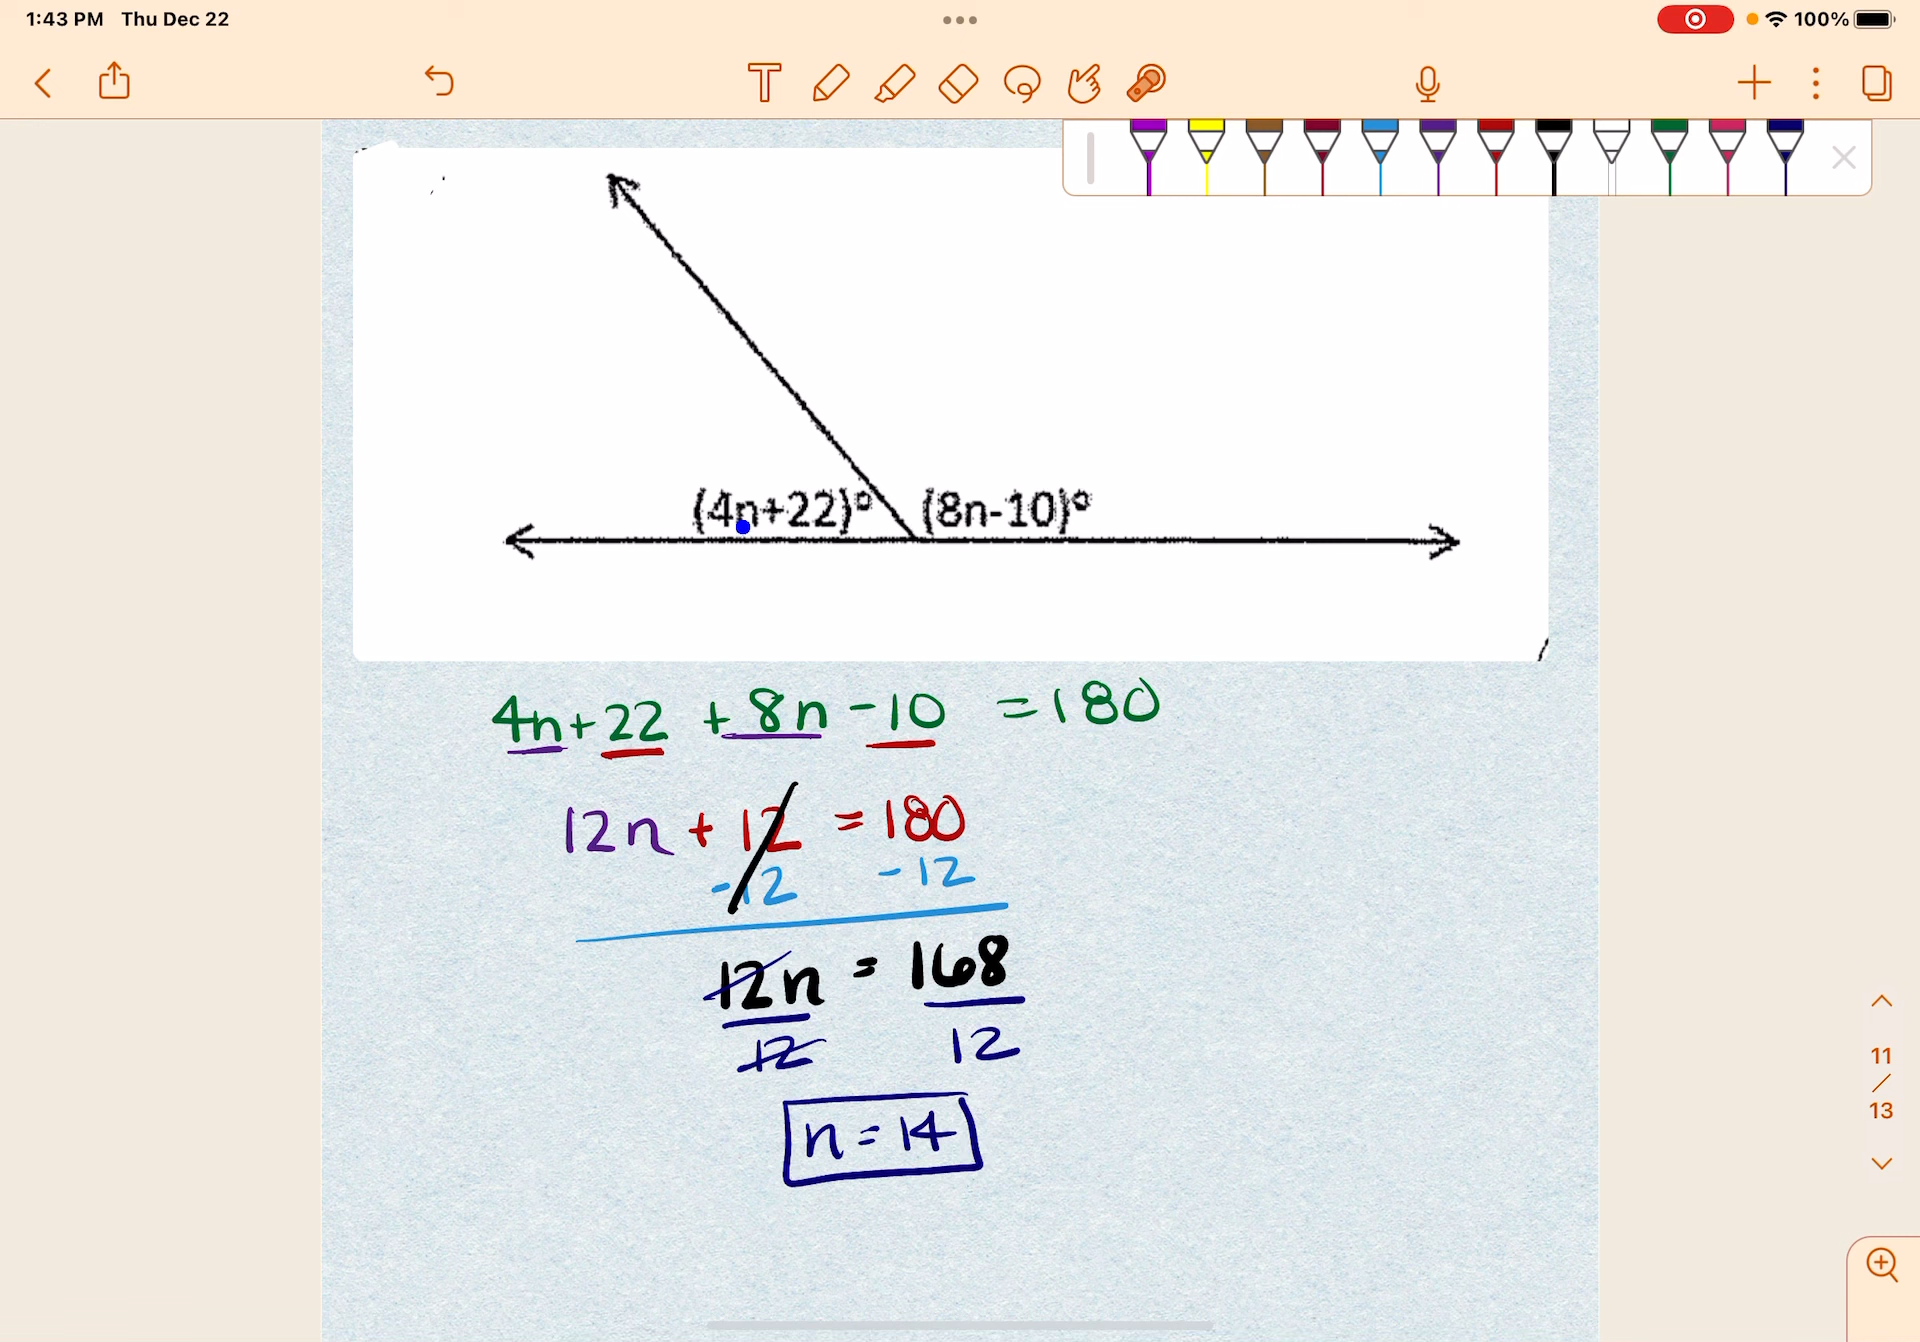 1:43 PM Thu Dec 22
100%
T
(4n+22)° (8n-10)°
4n+22 +8n -10 =180
12n + 12 = 180
-12 -12
12n = 168
12 12
n = 14
11
/
13